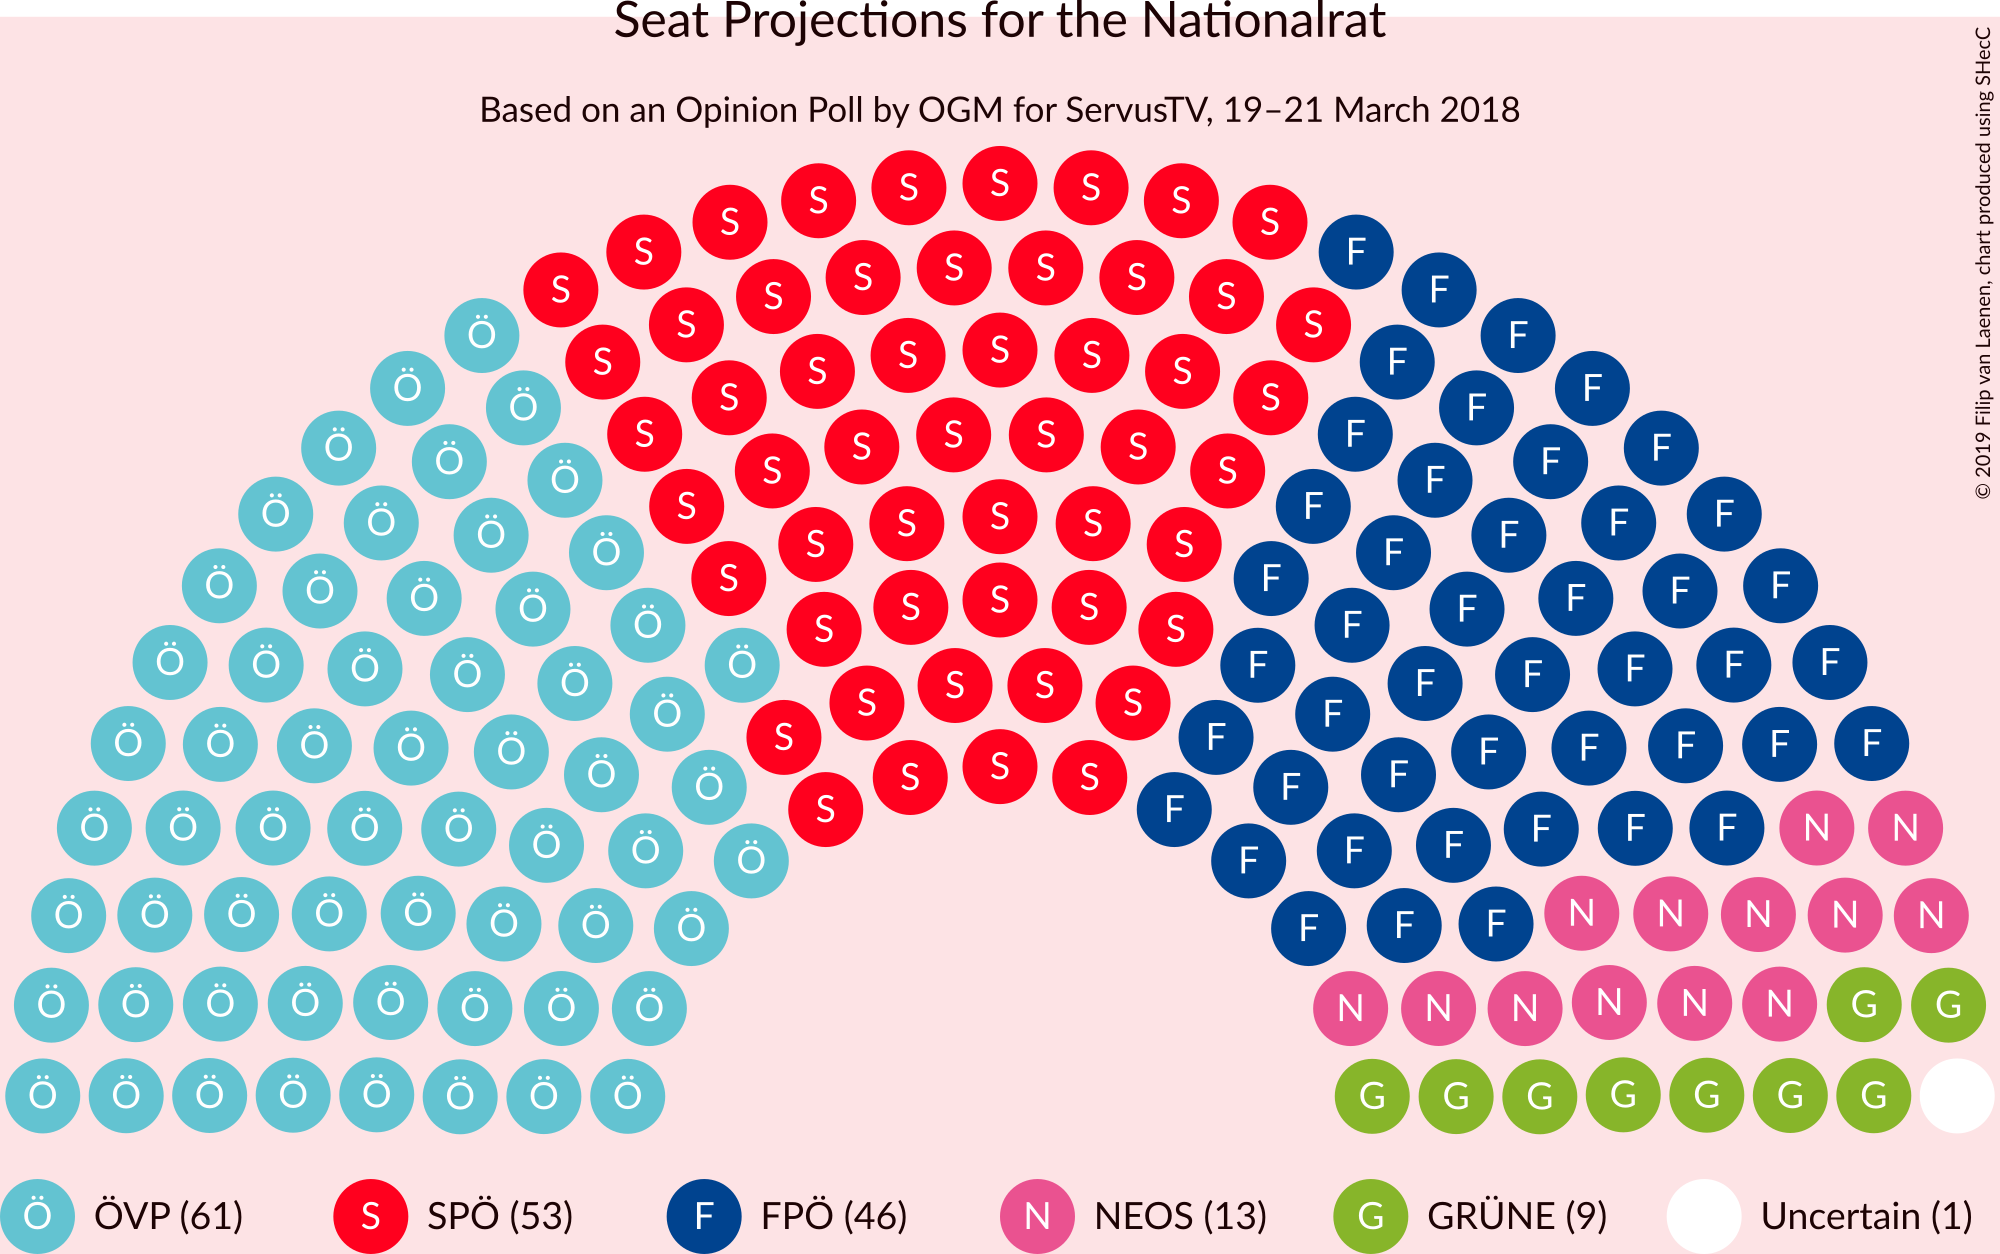 Seat Projections for the Nationalrat
Based on an Opinion Poll by OGM for ServusTV, 19–21 March 2018
© 2019 Filip van Laenen, chart produced using SHecC
S S S S S S S S S F F F F F F F F F F N N N G
Ö ÖVP (61) S SPÖ (53) F FPÖ (46) N NEOS (13) G GRÜNE (9) Uncertain (1)